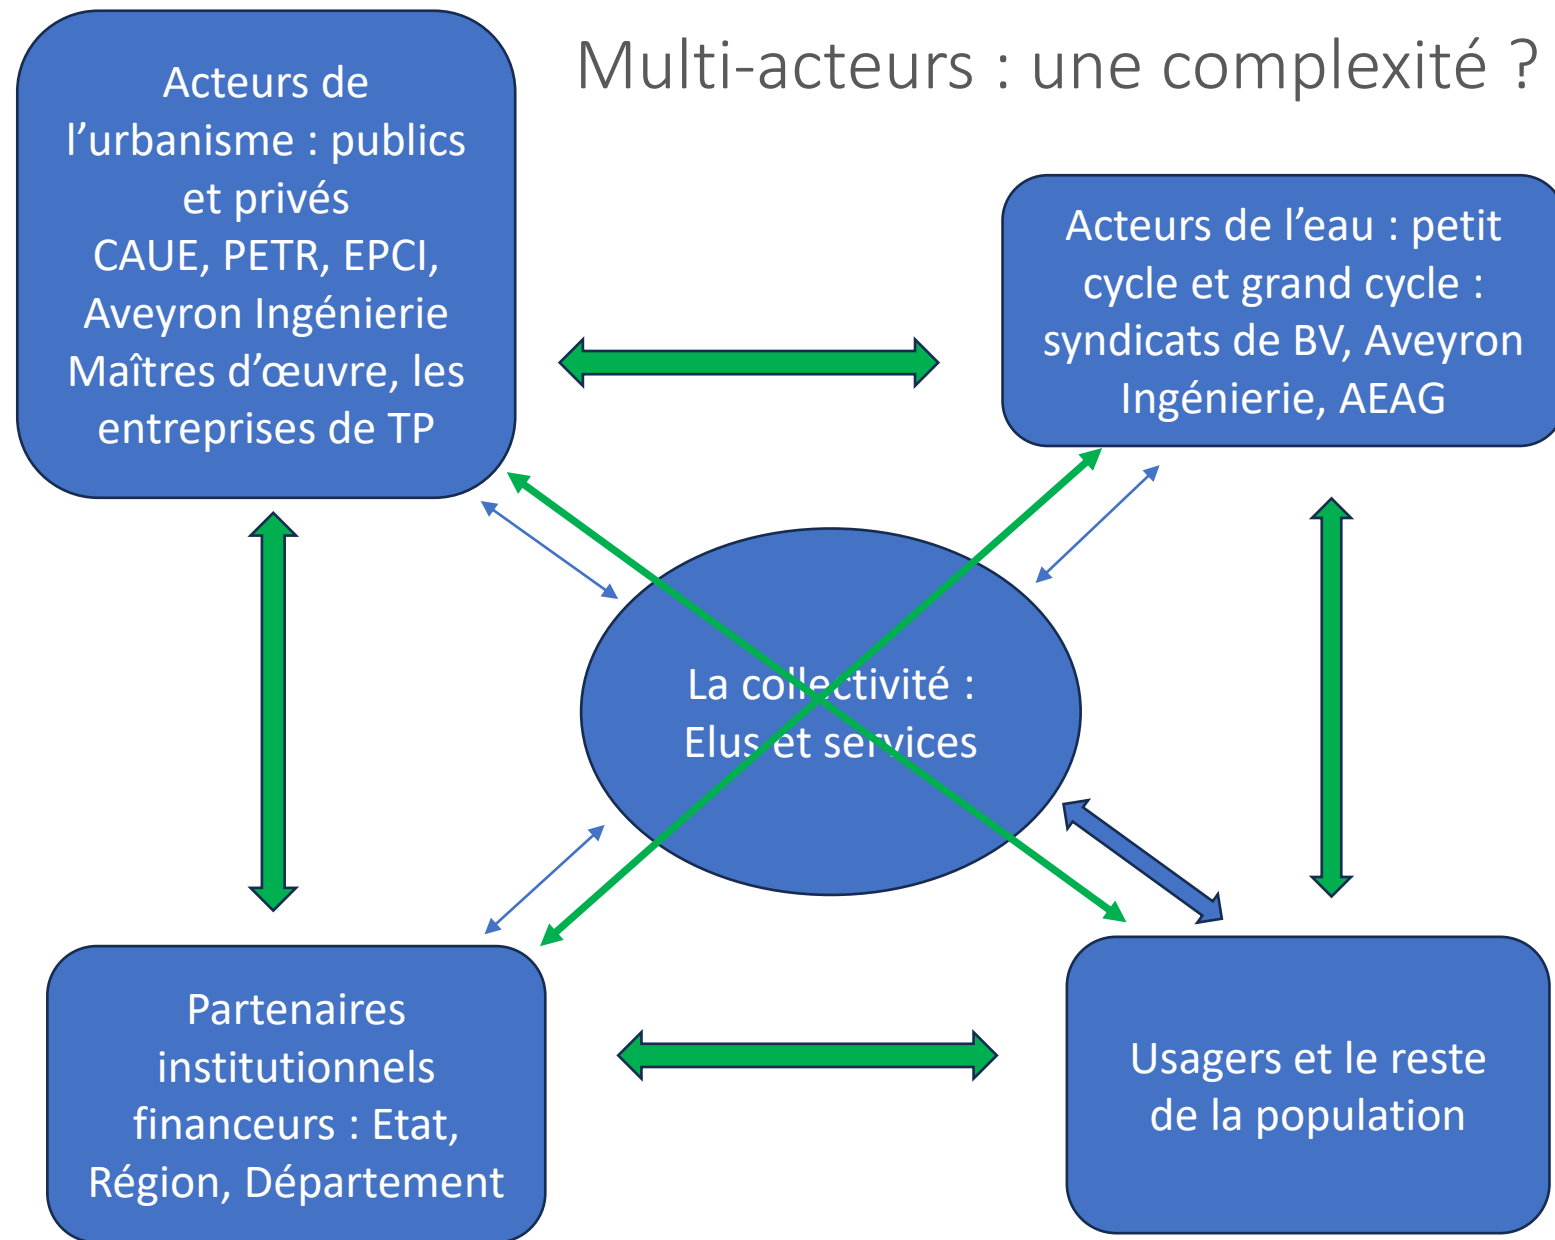 Multi-acteurs : une complexité ?
Acteurs de
l’urbanisme : publics
et privés
CAUE, PETR, EPCI,
Aveyron Ingénierie
Maîtres d’œuvre, les
entreprises de TP
Acteurs de l’eau : petit
cycle et grand cycle :
syndicats de BV, Aveyron
Ingénierie, AEAG
La collectivité :
Elus et services
Partenaires
institutionnels
financeurs : Etat,
Région, Département
Usagers et le reste
de la population